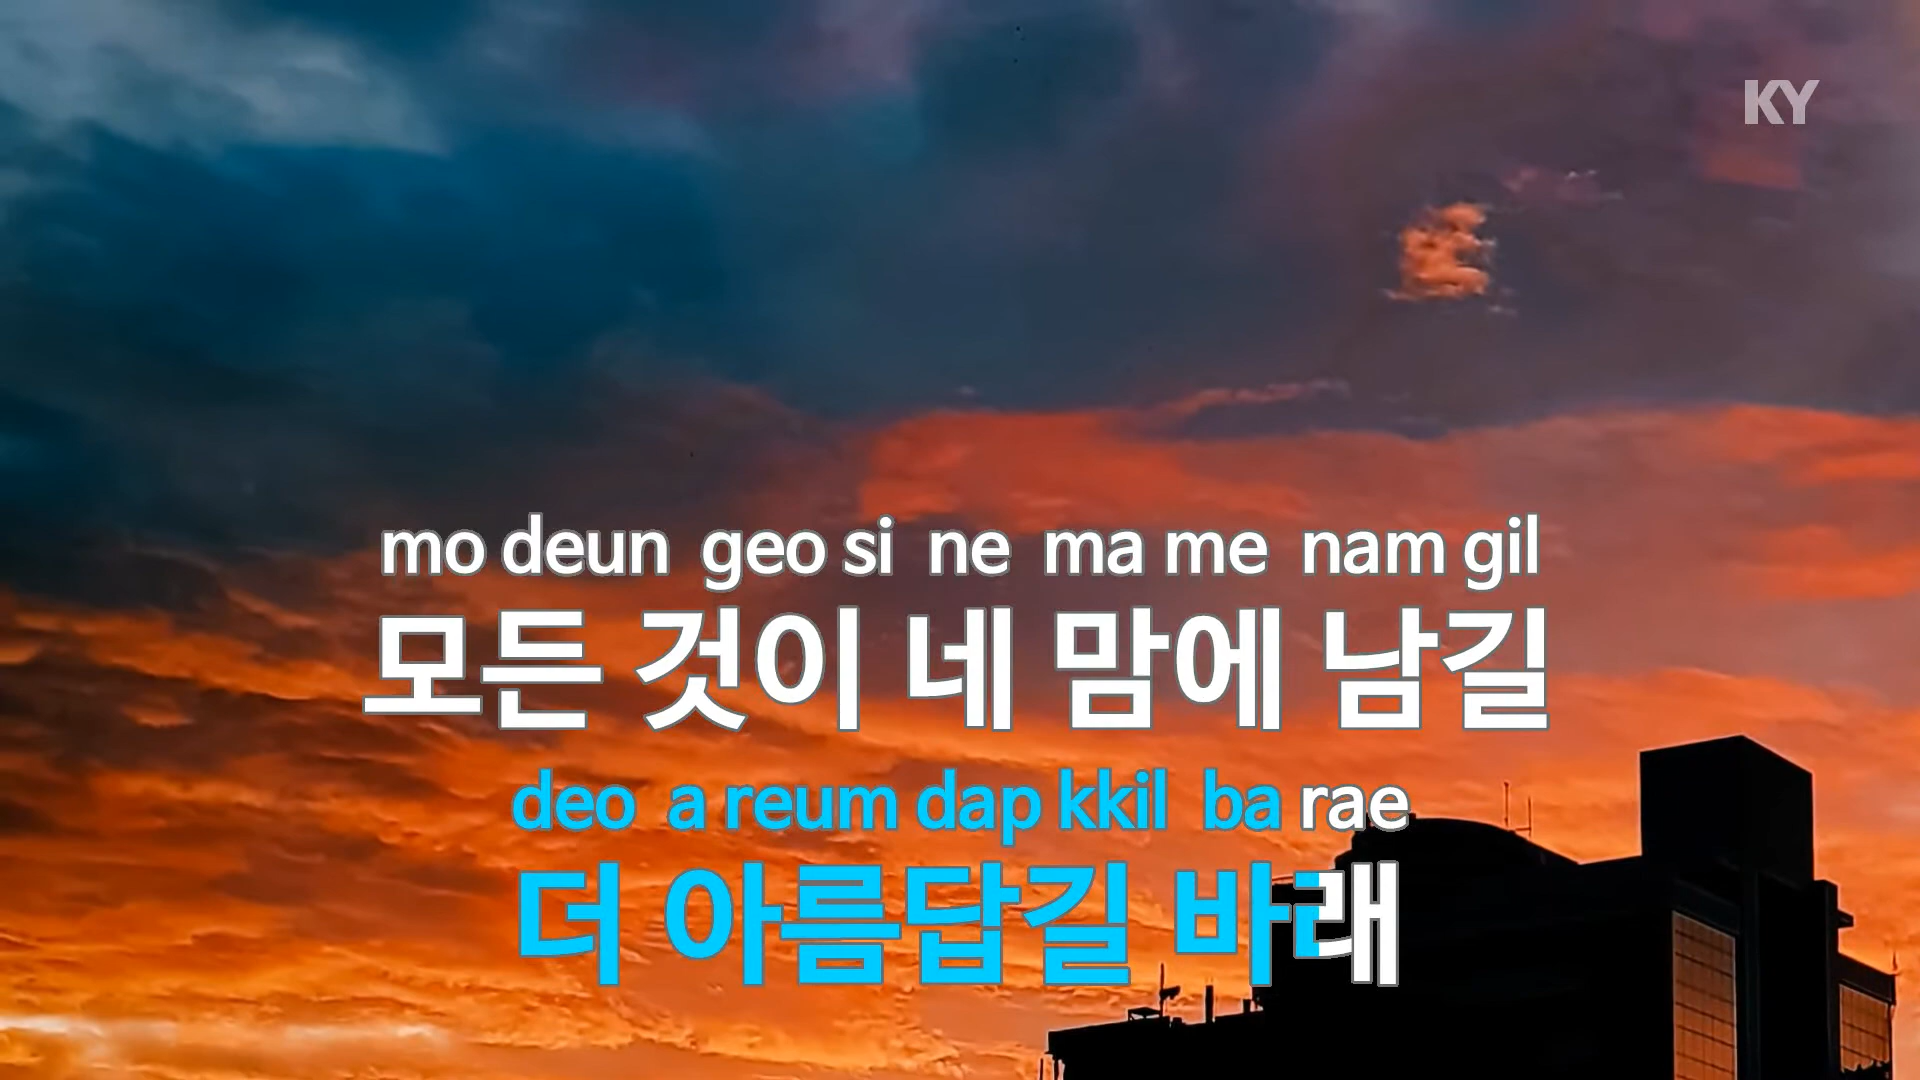 KY
mo deun geo si ne ma me nam gil
모든 것이 네 맘에 남길
deo a reum dap kkil ba rae
더 아름답길 바래